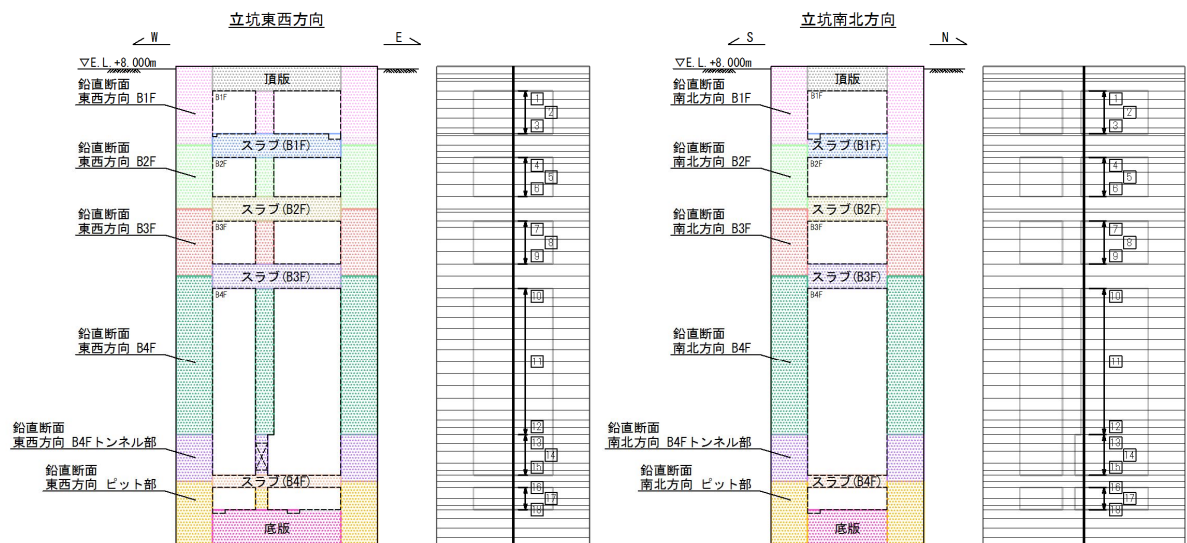 立坑東西方向
W
E
▽E.L.+8.000m
鉛直断面
東西方向 B1F
鉛直断面
東西方向 B2F
鉛直断面
東西方向 B3F
鉛直断面
東西方向 B4F
鉛直断面
東西方向 B4Fトンネル部
鉛直断面
東西方向 ピット部
頂版
B1F
スラブ(B1F)
B2F
スラブ(B2F)
B3F
スラブ(B3F)
B4F
スラブ(B4F)
底版
1
2
3
4
5
6
7
8
9
10
11
12
13
14
15
16
17
18
立坑南北方向
S
N
▽E.L.+8.000m
鉛直断面
南北方向 B1F
鉛直断面
南北方向 B2F
鉛直断面
南北方向 B3F
鉛直断面
南北方向 B4F
鉛直断面
南北方向 B4Fトンネル部
鉛直断面
南北方向 ピット部
頂版
B1F
スラブ(B1F)
B2F
スラブ(B2F)
B3F
スラブ(B3F)
B4F
スラブ(B4F)
底版
1
2
3
4
5
6
7
8
9
10
11
12
13
14
15
16
17
18